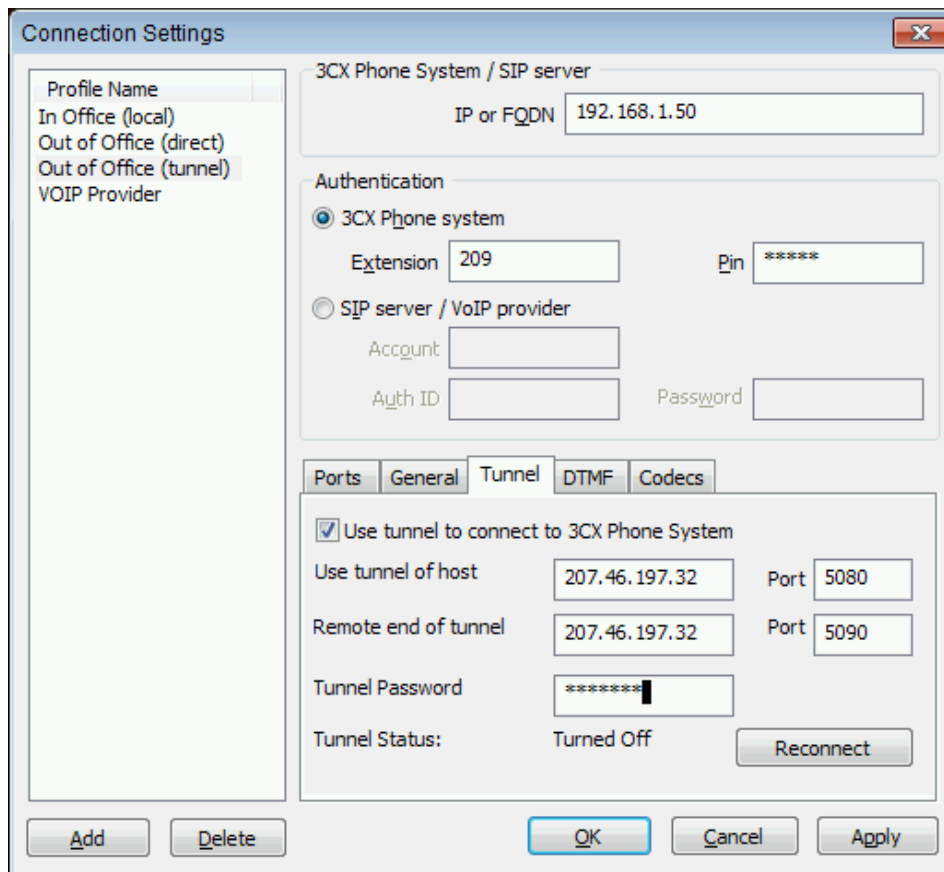 Connection Settings
Profile Name
In Office (local)
Out of Office (direct)
Out of Office (tunnel)
VOIP Provider
3CX Phone System / SIP server
IP or FQDN 192.168.1.50
Authentication
3CX Phone system
Extension 209 Pin *****
SIP server / VoIP provider
Account
Auth ID Password
Ports General Tunnel DTMF Codecs
Use tunnel to connect to 3CX Phone System
Use tunnel of host 207.46.197.32 Port 5080
Remote end of tunnel 207.46.197.32 Port 5090
Tunnel Password *******
Tunnel Status: Turned Off Reconnect
Add Delete OK Cancel Apply